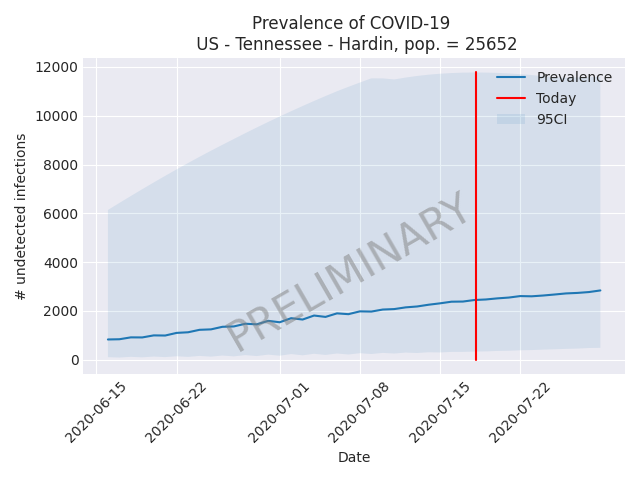 Prevalence of COVID-19
US - Tennessee - Hardin, pop. = 25652
12000
10000
8000
6000
4000
2000
0
# undetected infections
Prevalence
Today
95CI
PRELIMINARY
2020-06-15
2020-06-22
2020-07-01
2020-07-08
2020-07-15
2020-07-22
Date